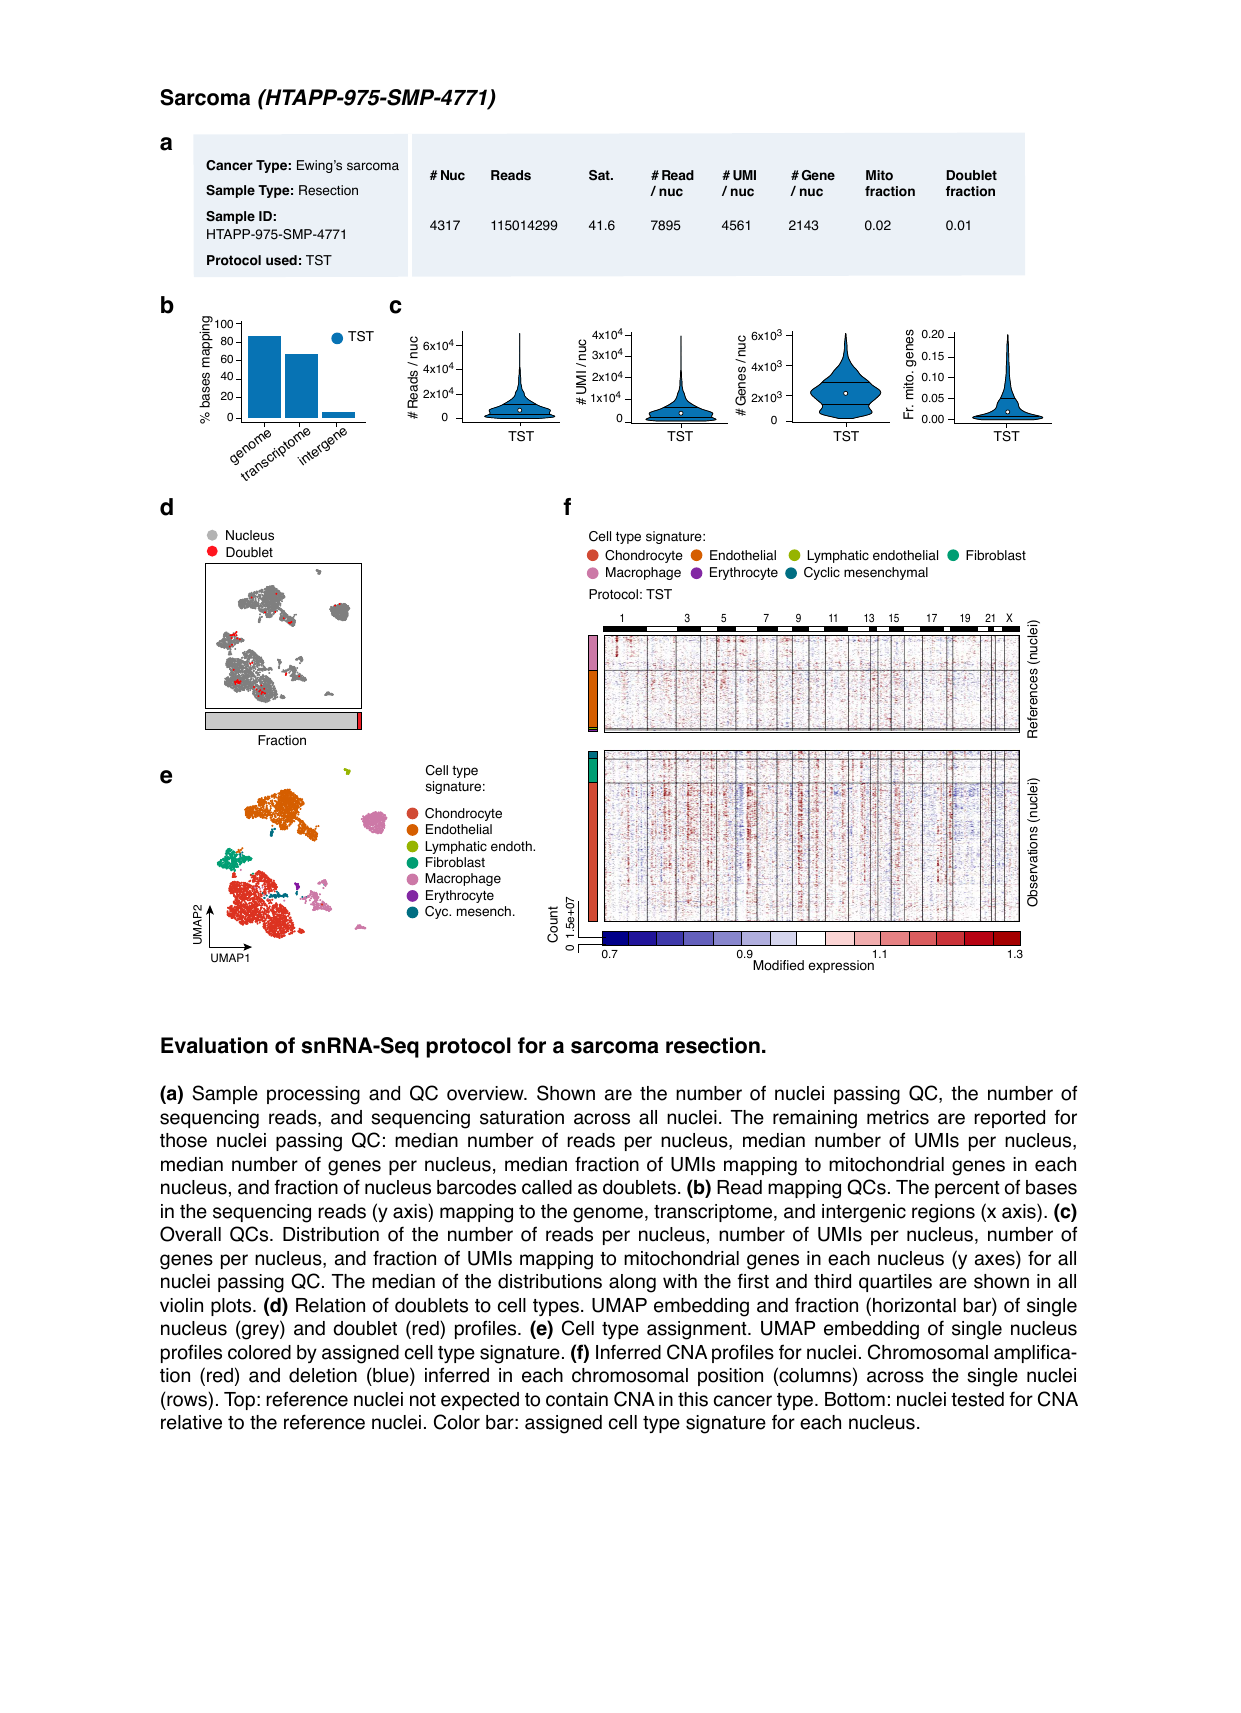 Sarcoma (HTAPP-975-SMP-4771)
a
Cancer Type: Ewing's sarcoma
Sample Type: Resection
Sample ID:
HTAPP-975-SMP-4771
Protocol used: TST
# Nuc Reads Sat. # Read / nuc # UMI / nuc # Gene / nuc Mito fraction Doublet fraction
4317 115014299 41.6 7895 4561 2143 0.02 0.01
b
% bases mapping
100
80
60
40
20
0
TST
genome
transcriptome
intergene
c
# Reads / nuc
6x10⁴
4x10⁴
2x10⁴
0
TST
# UMI / nuc
4x10⁴
3x10⁴
2x10⁴
1x10⁴
0
TST
# Genes / nuc
6x10³
4x10³
2x10³
0
TST
Fr. mito. genes
0.20
0.15
0.10
0.05
0.00
TST
d
Nucleus
Doublet
Fraction
e
Cell type
signature:
Chondrocyte
Endothelial
Lymphatic endoth.
Fibroblast
Macrophage
Erythrocyte
Cyc. mesench.
UMAP2
UMAP1
f
Cell type signature:
Chondrocyte Endothelial Lymphatic endothelial Fibroblast
Macrophage Erythrocyte Cyclic mesenchymal
Protocol: TST
1 3 5 7 9 11 13 15 17 19 21 X
References (nuclei)
Observations (nuclei)
Count
0 1.5e+07
0.7 0.9 1.1 1.3
Modified expression
Evaluation of snRNA-Seq protocol for a sarcoma resection.
(a) Sample processing and QC overview. Shown are the number of nuclei passing QC, the number of
sequencing reads, and sequencing saturation across all nuclei. The remaining metrics are reported for
those nuclei passing QC: median number of reads per nucleus, median number of UMIs per nucleus,
median number of genes per nucleus, median fraction of UMIs mapping to mitochondrial genes in each
nucleus, and fraction of nucleus barcodes called as doublets. (b) Read mapping QCs. The percent of bases
in the sequencing reads (y axis) mapping to the genome, transcriptome, and intergenic regions (x axis). (c)
Overall QCs. Distribution of the number of reads per nucleus, number of UMIs per nucleus, number of
genes per nucleus, and fraction of UMIs mapping to mitochondrial genes in each nucleus (y axes) for all
nuclei passing QC. The median of the distributions along with the first and third quartiles are shown in all
violin plots. (d) Relation of doublets to cell types. UMAP embedding and fraction (horizontal bar) of single
nucleus (grey) and doublet (red) profiles. (e) Cell type assignment. UMAP embedding of single nucleus
profiles colored by assigned cell type signature. (f) Inferred CNA profiles for nuclei. Chromosomal amplifica-
tion (red) and deletion (blue) inferred in each chromosomal position (columns) across the single nuclei
(rows). Top: reference nuclei not expected to contain CNA in this cancer type. Bottom: nuclei tested for CNA
relative to the reference nuclei. Color bar: assigned cell type signature for each nucleus.